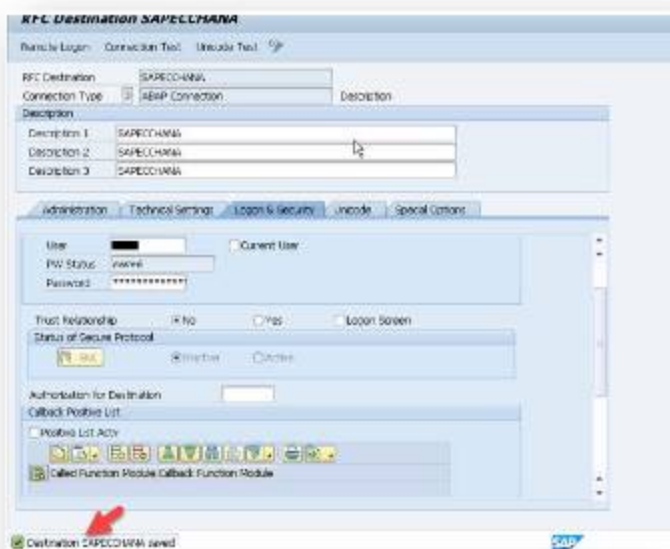 RFC Destination SAPECCHANA
Remote Logon Connection Test Unicode Test
RFC Destination SAPECCHANA
Connection Type 3 ABAP Connection Description
Description
Description 1 SAPECCHANA
Description 2 SAPECCHANA
Description 3 SAPECCHANA
Administration Technical Settings Logon & Security Unicode Special Options
User Current User
PW Status saved
Password *************
Trust Relationship No Yes Logon Screen
Status of Secure Protocol
SNC Inactive Active
Authorization for Destination
Callback Positive List
Positive List Actv
Called Function Module Callback Function Module
Destination SAPECCHANA saved
SAP